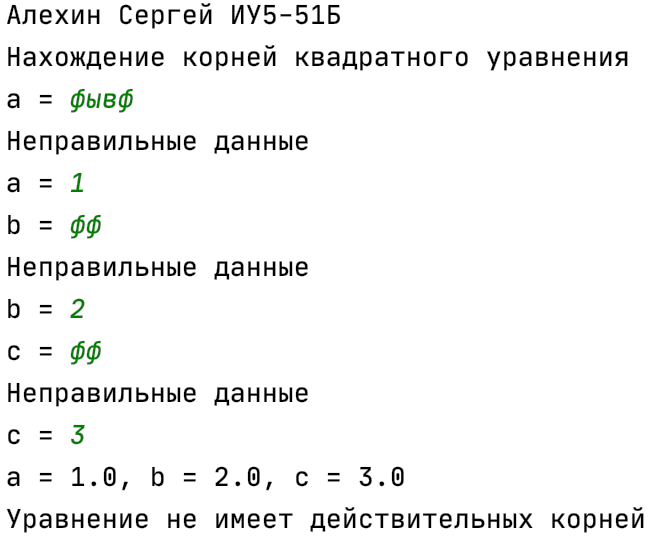 Алехин Сергей ИУ5-51Б
Нахождение корней квадратного уравнения
a = фывф
Неправильные данные
a = 1
b = фф
Неправильные данные
b = 2
c = фф
Неправильные данные
c = 3
a = 1.0, b = 2.0, c = 3.0
Уравнение не имеет действительных корней